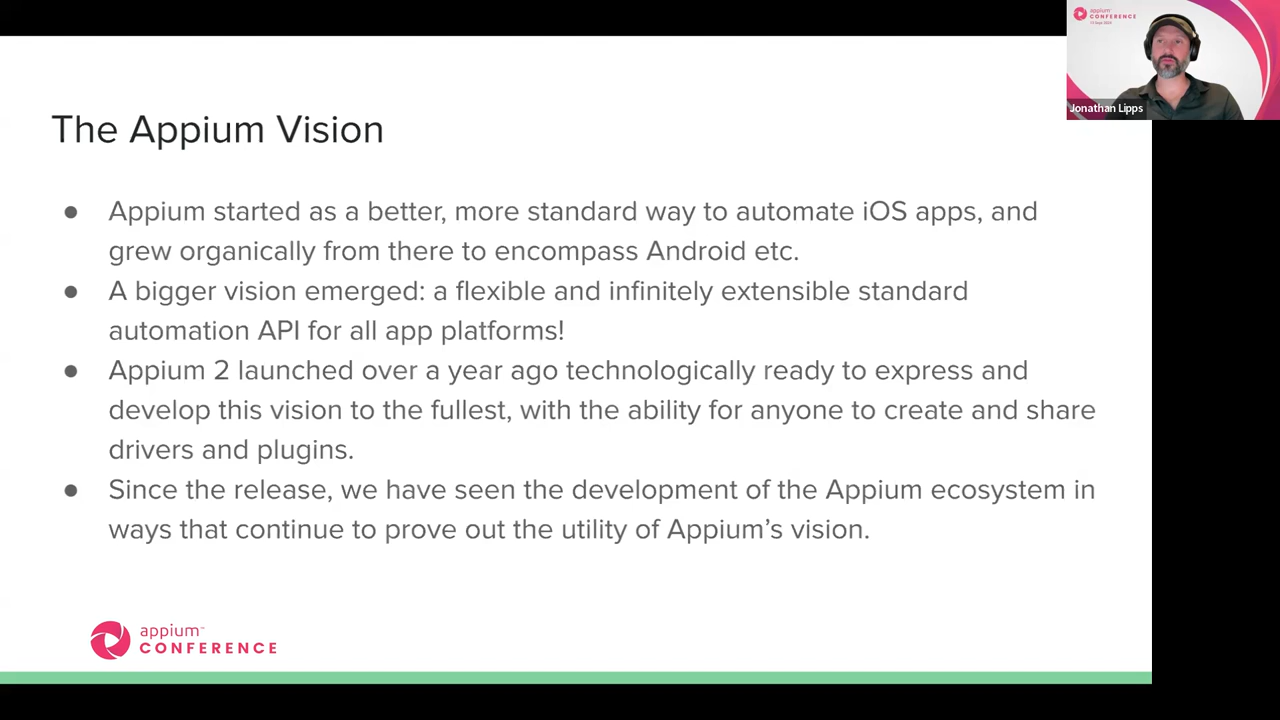 appium™
CONFERENCE
Jonathan Lipps
The Appium Vision
● Appium started as a better, more standard way to automate iOS apps, and
grew organically from there to encompass Android etc.
● A bigger vision emerged: a flexible and infinitely extensible standard
automation API for all app platforms!
● Appium 2 launched over a year ago technologically ready to express and
develop this vision to the fullest, with the ability for anyone to create and share
drivers and plugins.
● Since the release, we have seen the development of the Appium ecosystem in
ways that continue to prove out the utility of Appium’s vision.
appium™
CONFERENCE